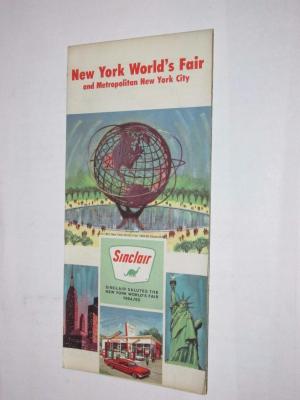 New York World's Fair
and Metropolitan New York City
Sinclair
SINCLAIR SALUTES THE
NEW YORK WORLD'S FAIR
1964/65